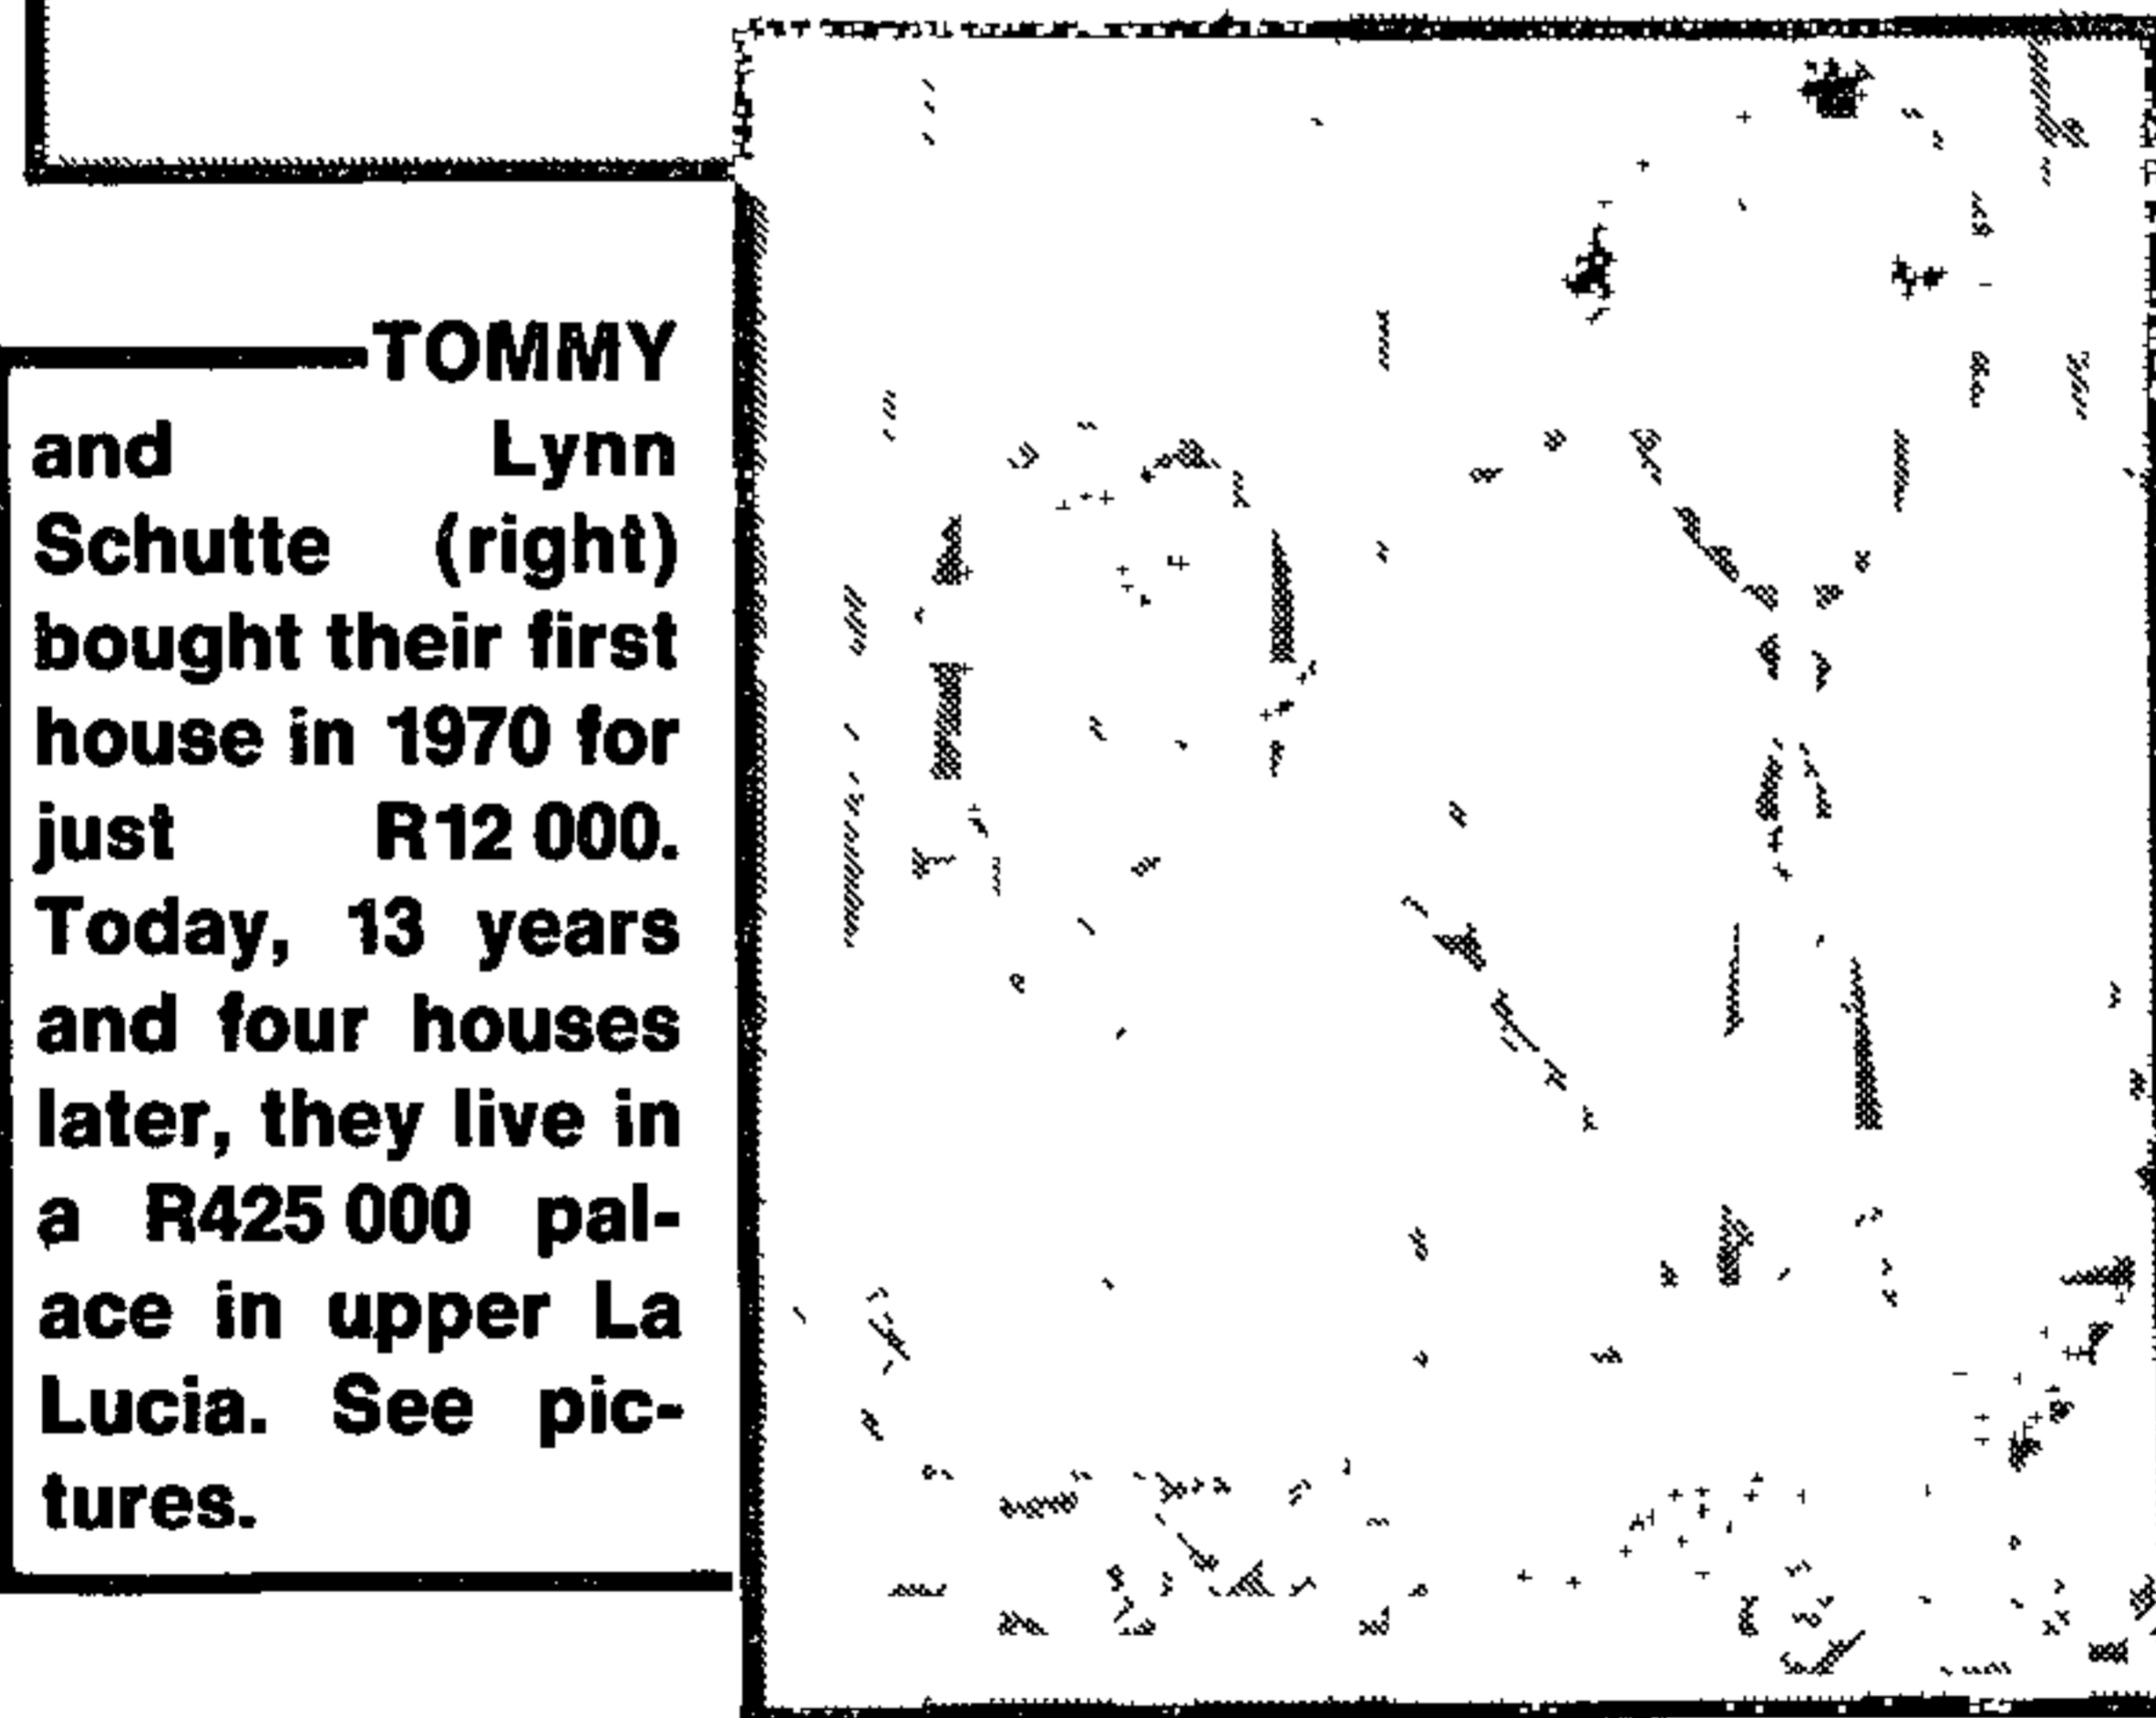 TOMMY
and Lynn
Schutte (right)
bought their first
house in 1970 for
just R12 000.
Today, 13 years
and four houses
later, they live in
a R425 000 pal-
ace in upper La
Lucia. See pic-
tures.